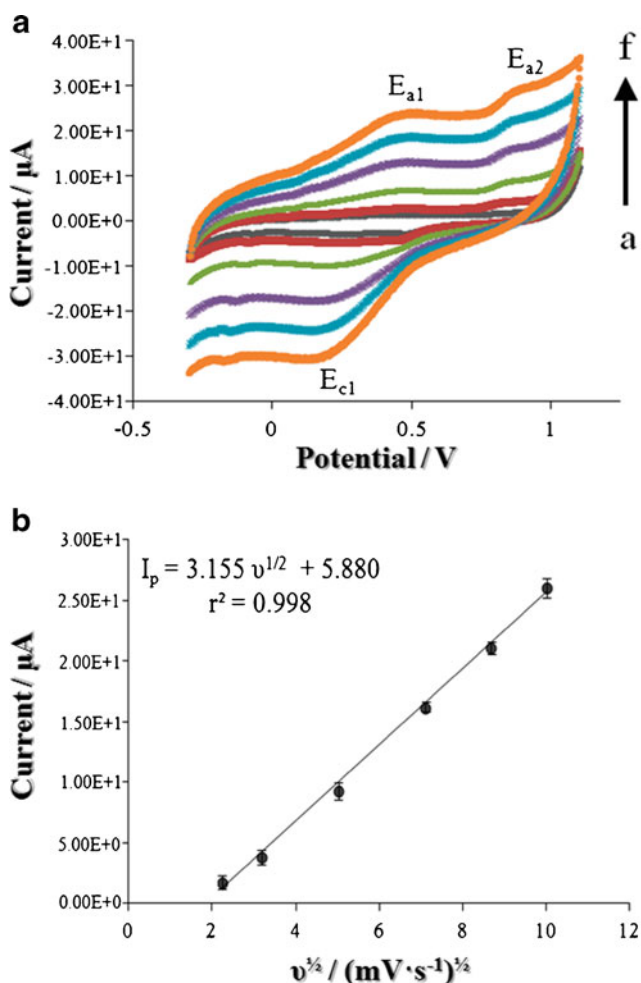 a
4.00E+1
3.00E+1
2.00E+1
1.00E+1
0.00E+0
-1.00E+1
-2.00E+1
-3.00E+1
-4.00E+1
Current / µA
Ea1
Ea2
Ec1
f
a
-0.5
0
0.5
1
Potential / V
b
3.00E+1
2.50E+1
2.00E+1
1.50E+1
1.00E+1
5.00E+0
0.00E+0
Current / µA
Ip = 3.155 υ1/2 + 5.880
r² = 0.998
0
2
4
6
8
10
12
υ½ / (mV·s⁻¹)½